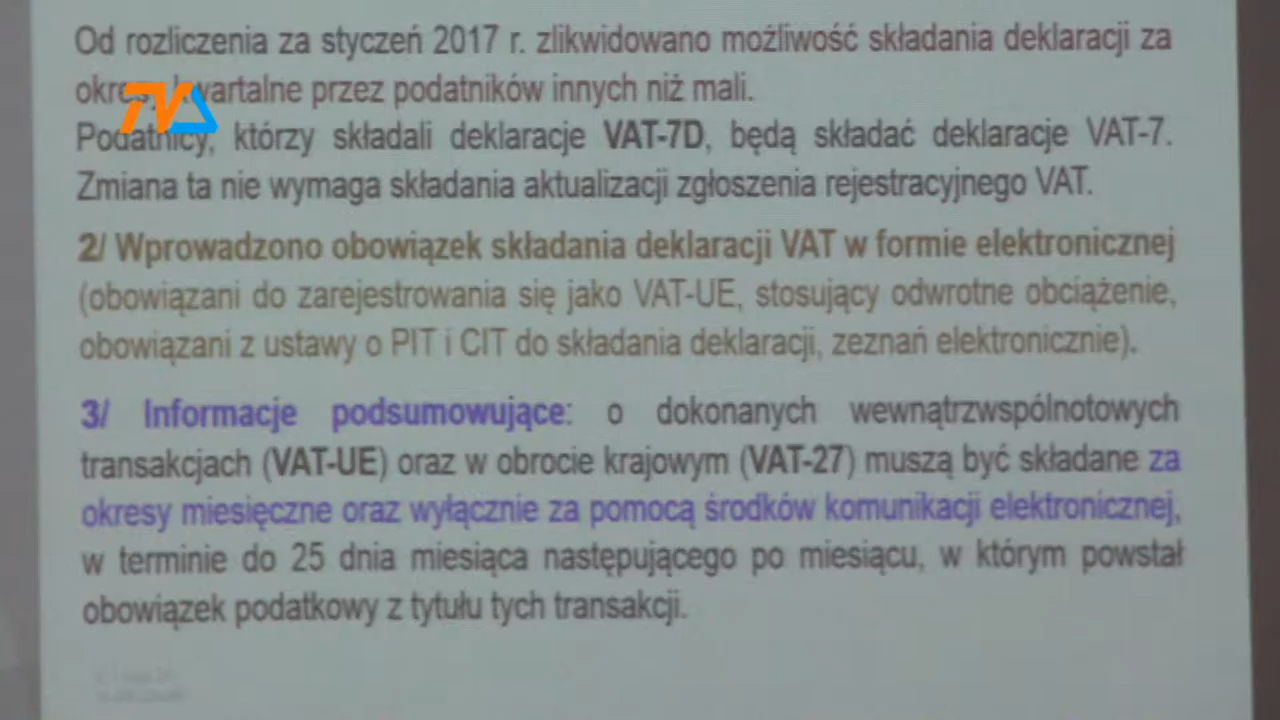 Od rozliczenia za styczeń 2017 r. zlikwidowano możliwość składania deklaracji za
okresy kwartalne przez podatników innych niż mali.
TVA
Podatnicy, którzy składali deklaracje VAT-7D, będą składać deklaracje VAT-7.
Zmiana ta nie wymaga składania aktualizacji zgłoszenia rejestracyjnego VAT.
2/ Wprowadzono obowiązek składania deklaracji VAT w formie elektronicznej
(obowiązani do zarejestrowania się jako VAT-UE, stosujący odwrotne obciążenie,
obowiązani z ustawy o PIT i CIT do składania deklaracji, zeznań elektronicznie).
3/ Informacje podsumowujące: o dokonanych wewnątrzwspólnotowych
transakcjach (VAT-UE) oraz w obrocie krajowym (VAT-27) muszą być składane za
okresy miesięczne oraz wyłącznie za pomocą środków komunikacji elektronicznej,
w terminie do 25 dnia miesiąca następującego po miesiącu, w którym powstał
obowiązek podatkowy z tytułu tych transakcji.